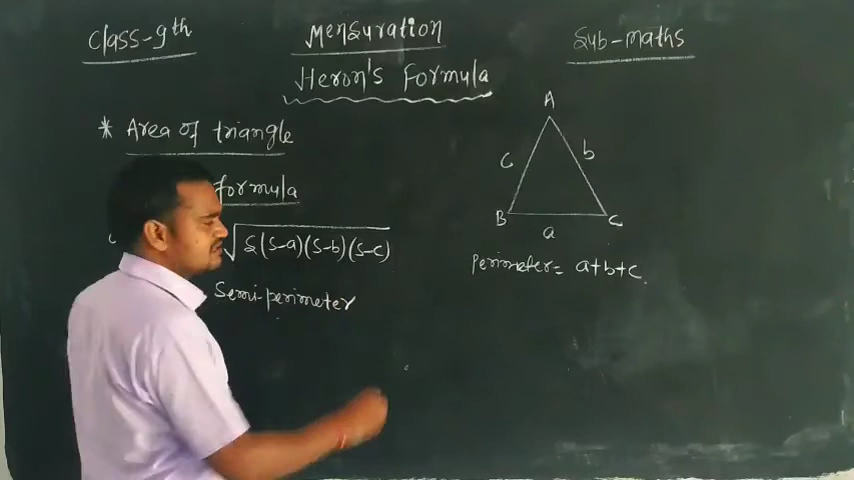 Class-9th
Mensuration
Sub-maths
Heron's Formula
* Area of triangle
formula
√S(S-a)(S-b)(S-c)
Semi-perimeter
A
c
b
B
C
a
Perimeter= a+b+c.